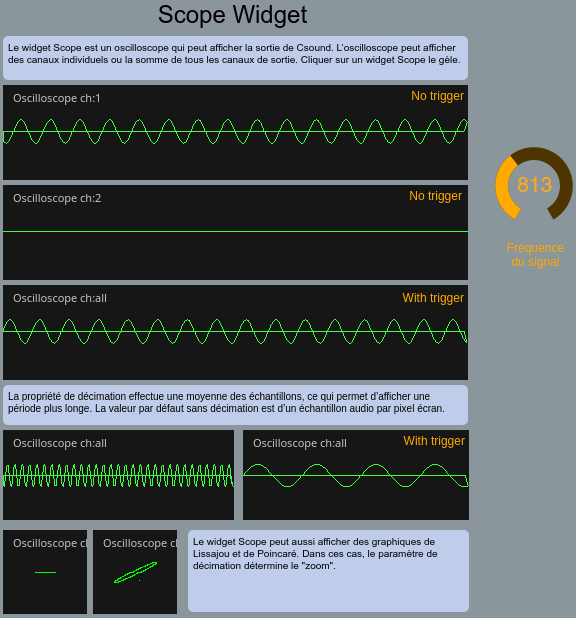 Scope Widget
Le widget Scope est un oscilloscope qui peut afficher la sortie de Csound. L'oscilloscope peut afficher
des canaux individuels ou la somme de tous les canaux de sortie. Cliquer sur un widget Scope le gèle.
Oscilloscope ch:1
No trigger
Oscilloscope ch:2
No trigger
813
Fréquence
du signal
Oscilloscope ch:all
With trigger
La propriété de décimation effectue une moyenne des échantillons, ce qui permet d'afficher une
période plus longe. La valeur par défaut sans décimation est d'un échantillon audio par pixel écran.
Oscilloscope ch:all
Oscilloscope ch:all
With trigger
Oscilloscope cl
Oscilloscope cl
Le widget Scope peut aussi afficher des graphiques de
Lissajou et de Poincaré. Dans ces cas, le paramètre de
décimation détermine le "zoom".